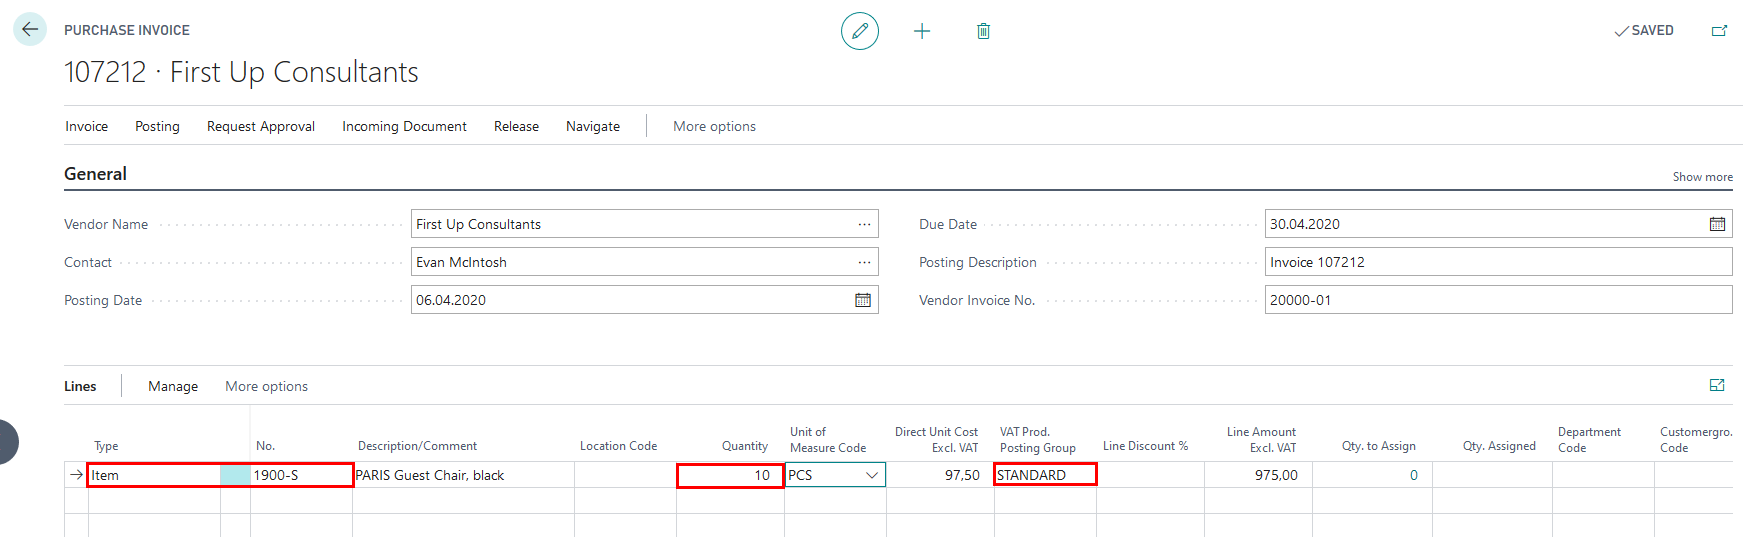 PURCHASE INVOICE
SAVED
107212 · First Up Consultants
Invoice Posting Request Approval Incoming Document Release Navigate More options
General
Show more
Vendor Name First Up Consultants ···
Due Date 30.04.2020
Contact Evan McIntosh ···
Posting Description Invoice 107212
Posting Date 06.04.2020
Vendor Invoice No. 20000-01
Lines Manage More options
Type No. Description/Comment Location Code Quantity Unit of Measure Code Direct Unit Cost Excl. VAT VAT Prod. Posting Group Line Discount % Line Amount Excl. VAT Qty. to Assign Qty. Assigned Department Code Customergro. Code
Item 1900-S PARIS Guest Chair, black 10 PCS 97,50 STANDARD 975,00 0